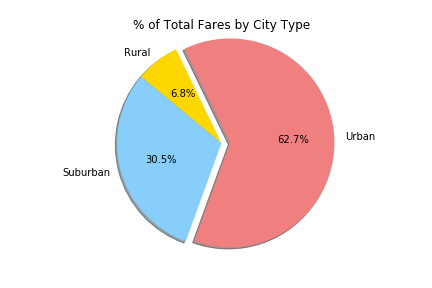 % of Total Fares by City Type
Rural
6.8%
62.7%
Urban
30.5%
Suburban